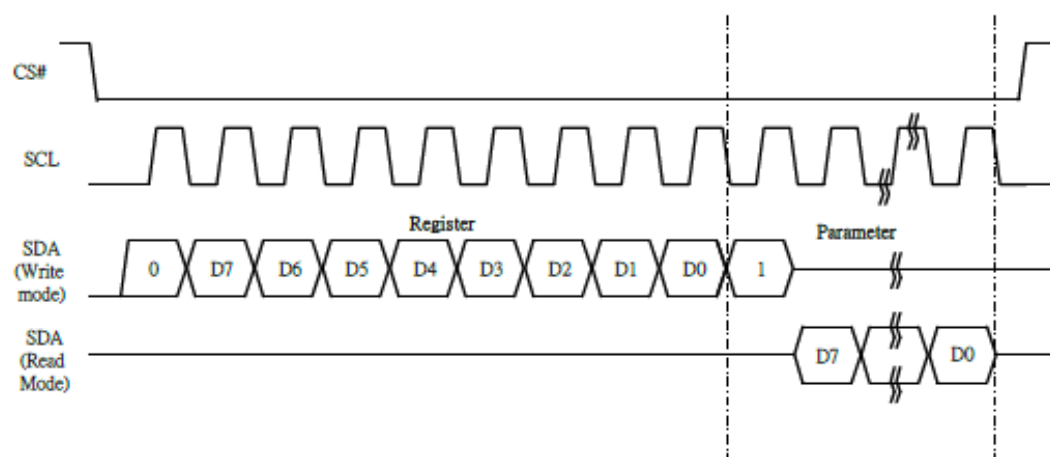 CS#
SCL
Register
Parameter
SDA
(Write
mode)
0 D7 D6 D5 D4 D3 D2 D1 D0 1
SDA
(Read
Mode)
D7 D0